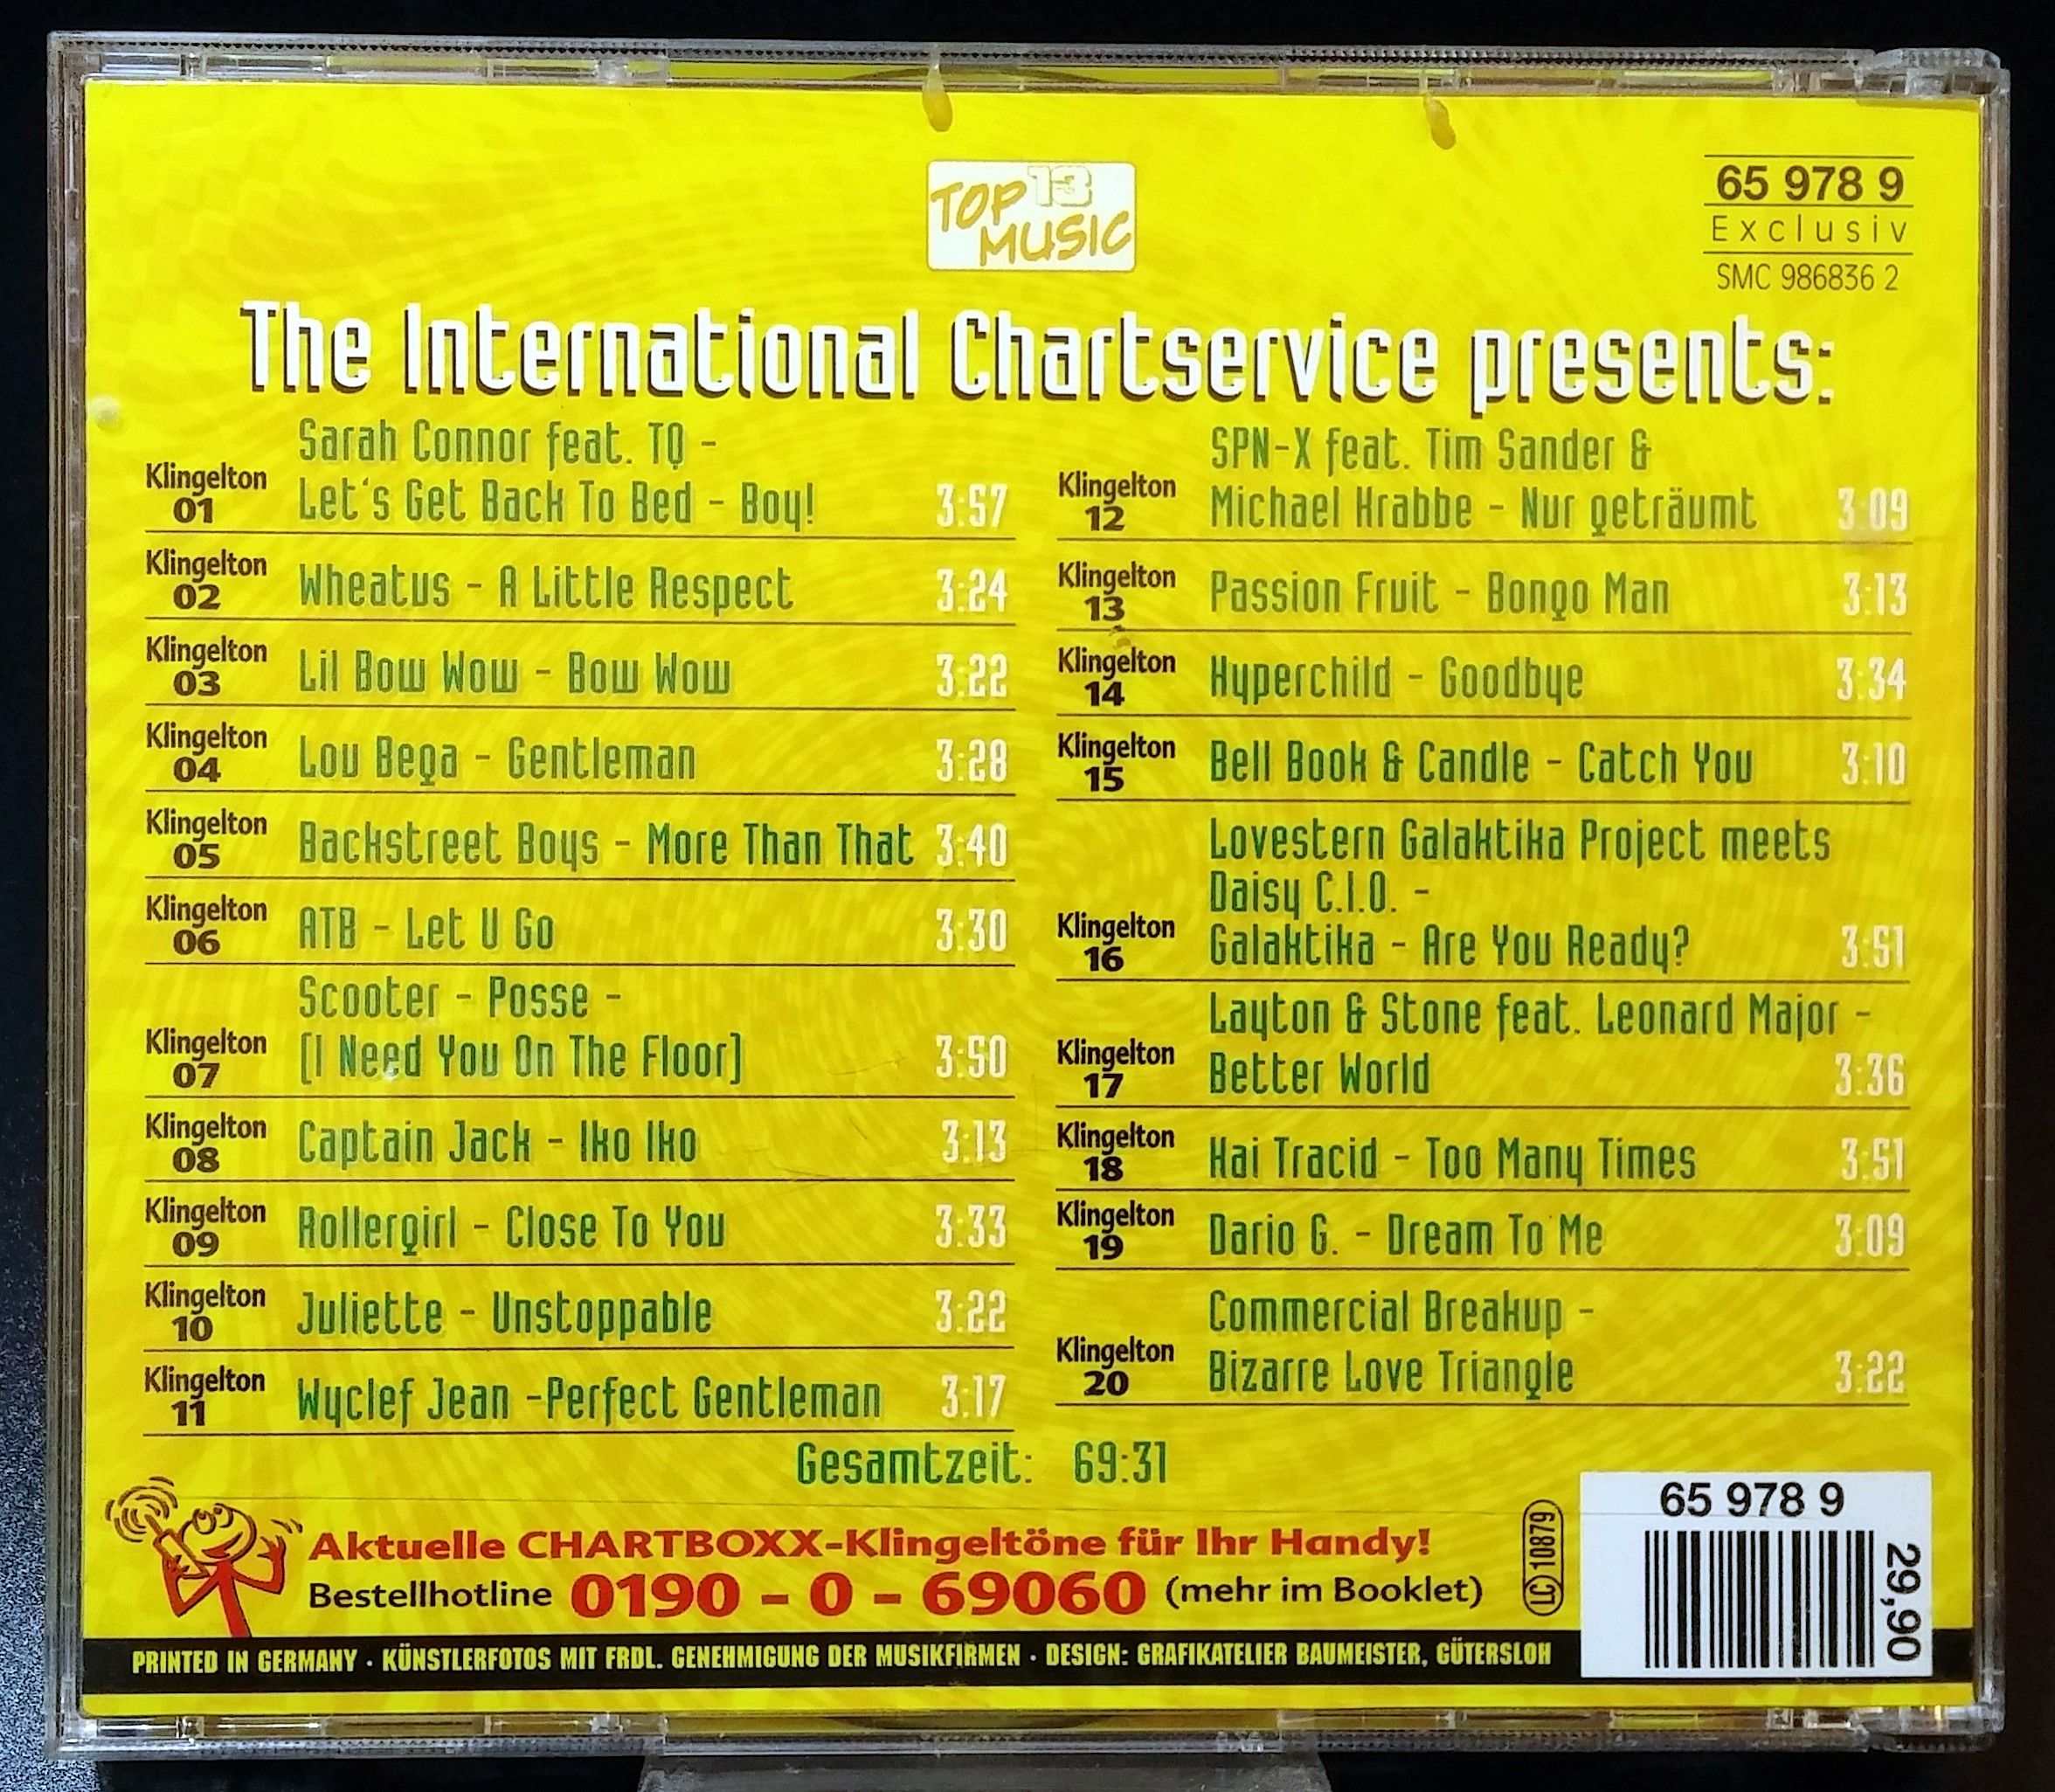 TOP 13
MUSIC
65 978 9
Exclusiv
SMC 986836 2
The International Chartservice presents:
Klingelton
01
Sarah Connor feat. TQ -
Let's Get Back To Bed - Boy!
3:57
Klingelton
02
Wheatus - A Little Respect
3:24
Klingelton
03
Lil Bow Wow - Bow Wow
3:22
Klingelton
04
Lou Bega - Gentleman
3:28
Klingelton
05
Backstreet Boys - More Than That
3:40
Klingelton
06
ATB - Let U Go
3:30
Klingelton
07
Scooter - Posse -
(I Need You On The Floor)
3:50
Klingelton
08
Captain Jack - Iko Iko
3:13
Klingelton
09
Rollergirl - Close To You
3:33
Klingelton
10
Juliette - Unstoppable
3:22
Klingelton
11
Wyclef Jean -Perfect Gentleman
3:17
Klingelton
12
SPN-X feat. Tim Sander &
Michael Krabbe - Nur geträumt
3:09
Klingelton
13
Passion Fruit - Bongo Man
3:13
Klingelton
14
Hyperchild - Goodbye
3:34
Klingelton
15
Bell Book & Candle - Catch You
3:10
Klingelton
16
Lovestern Galaktika Project meets
Daisy C.I.O. -
Galaktika - Are You Ready?
3:51
Klingelton
17
Layton & Stone feat. Leonard Major -
Better World
3:36
Klingelton
18
Kai Tracid - Too Many Times
3:51
Klingelton
19
Dario G. - Dream To Me
3:09
Klingelton
20
Commercial Breakup -
Bizarre Love Triangle
3:22
Gesamtzeit: 69:31
Aktuelle CHARTBOXX-Klingeltöne für Ihr Handy!
Bestellhotline 0190 - 0 - 69060 (mehr im Booklet)
LC 10879
65 978 9
29,90
PRINTED IN GERMANY · KÜNSTLERFOTOS MIT FRDL. GENEHMIGUNG DER MUSIKFIRMEN · DESIGN: GRAFIKATELIER BAUMEISTER, GÜTERSLOH